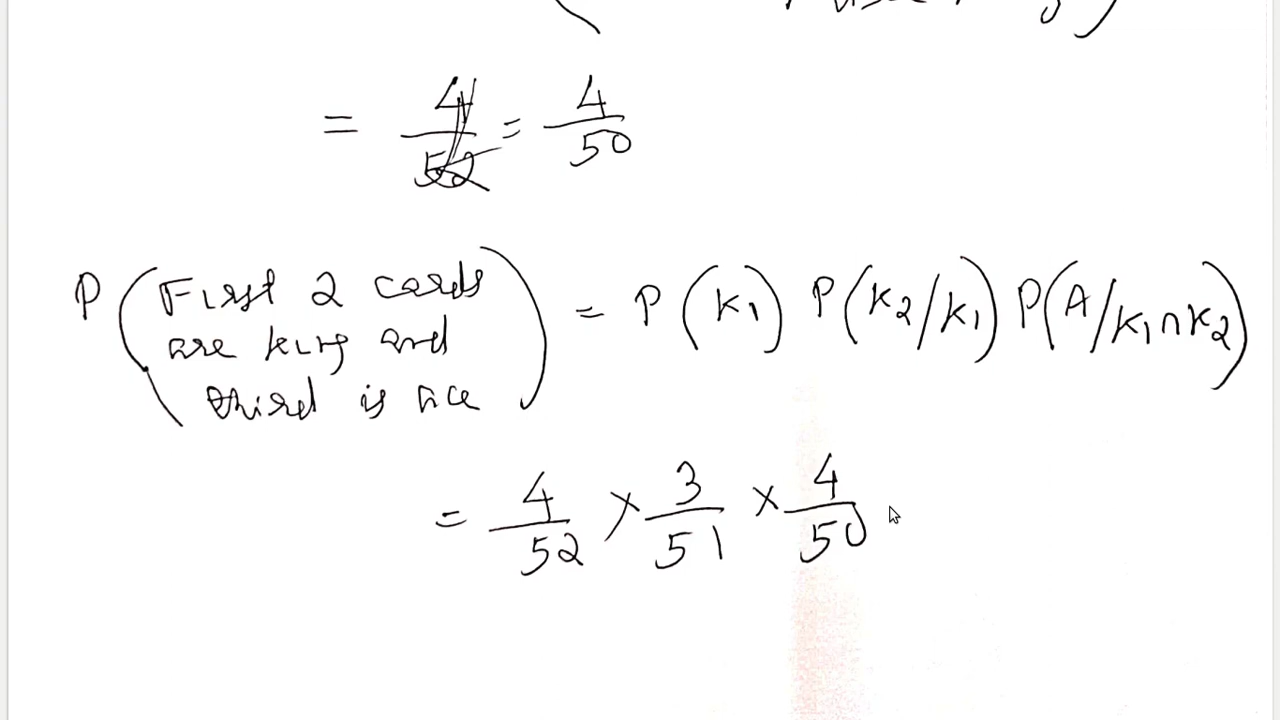 = 4/52 = 4/50
P(First 2 cards are king and third is Ace) = P(K₁) P(K₂/K₁) P(A/K₁∩K₂)
= 4/52 × 3/51 × 4/50